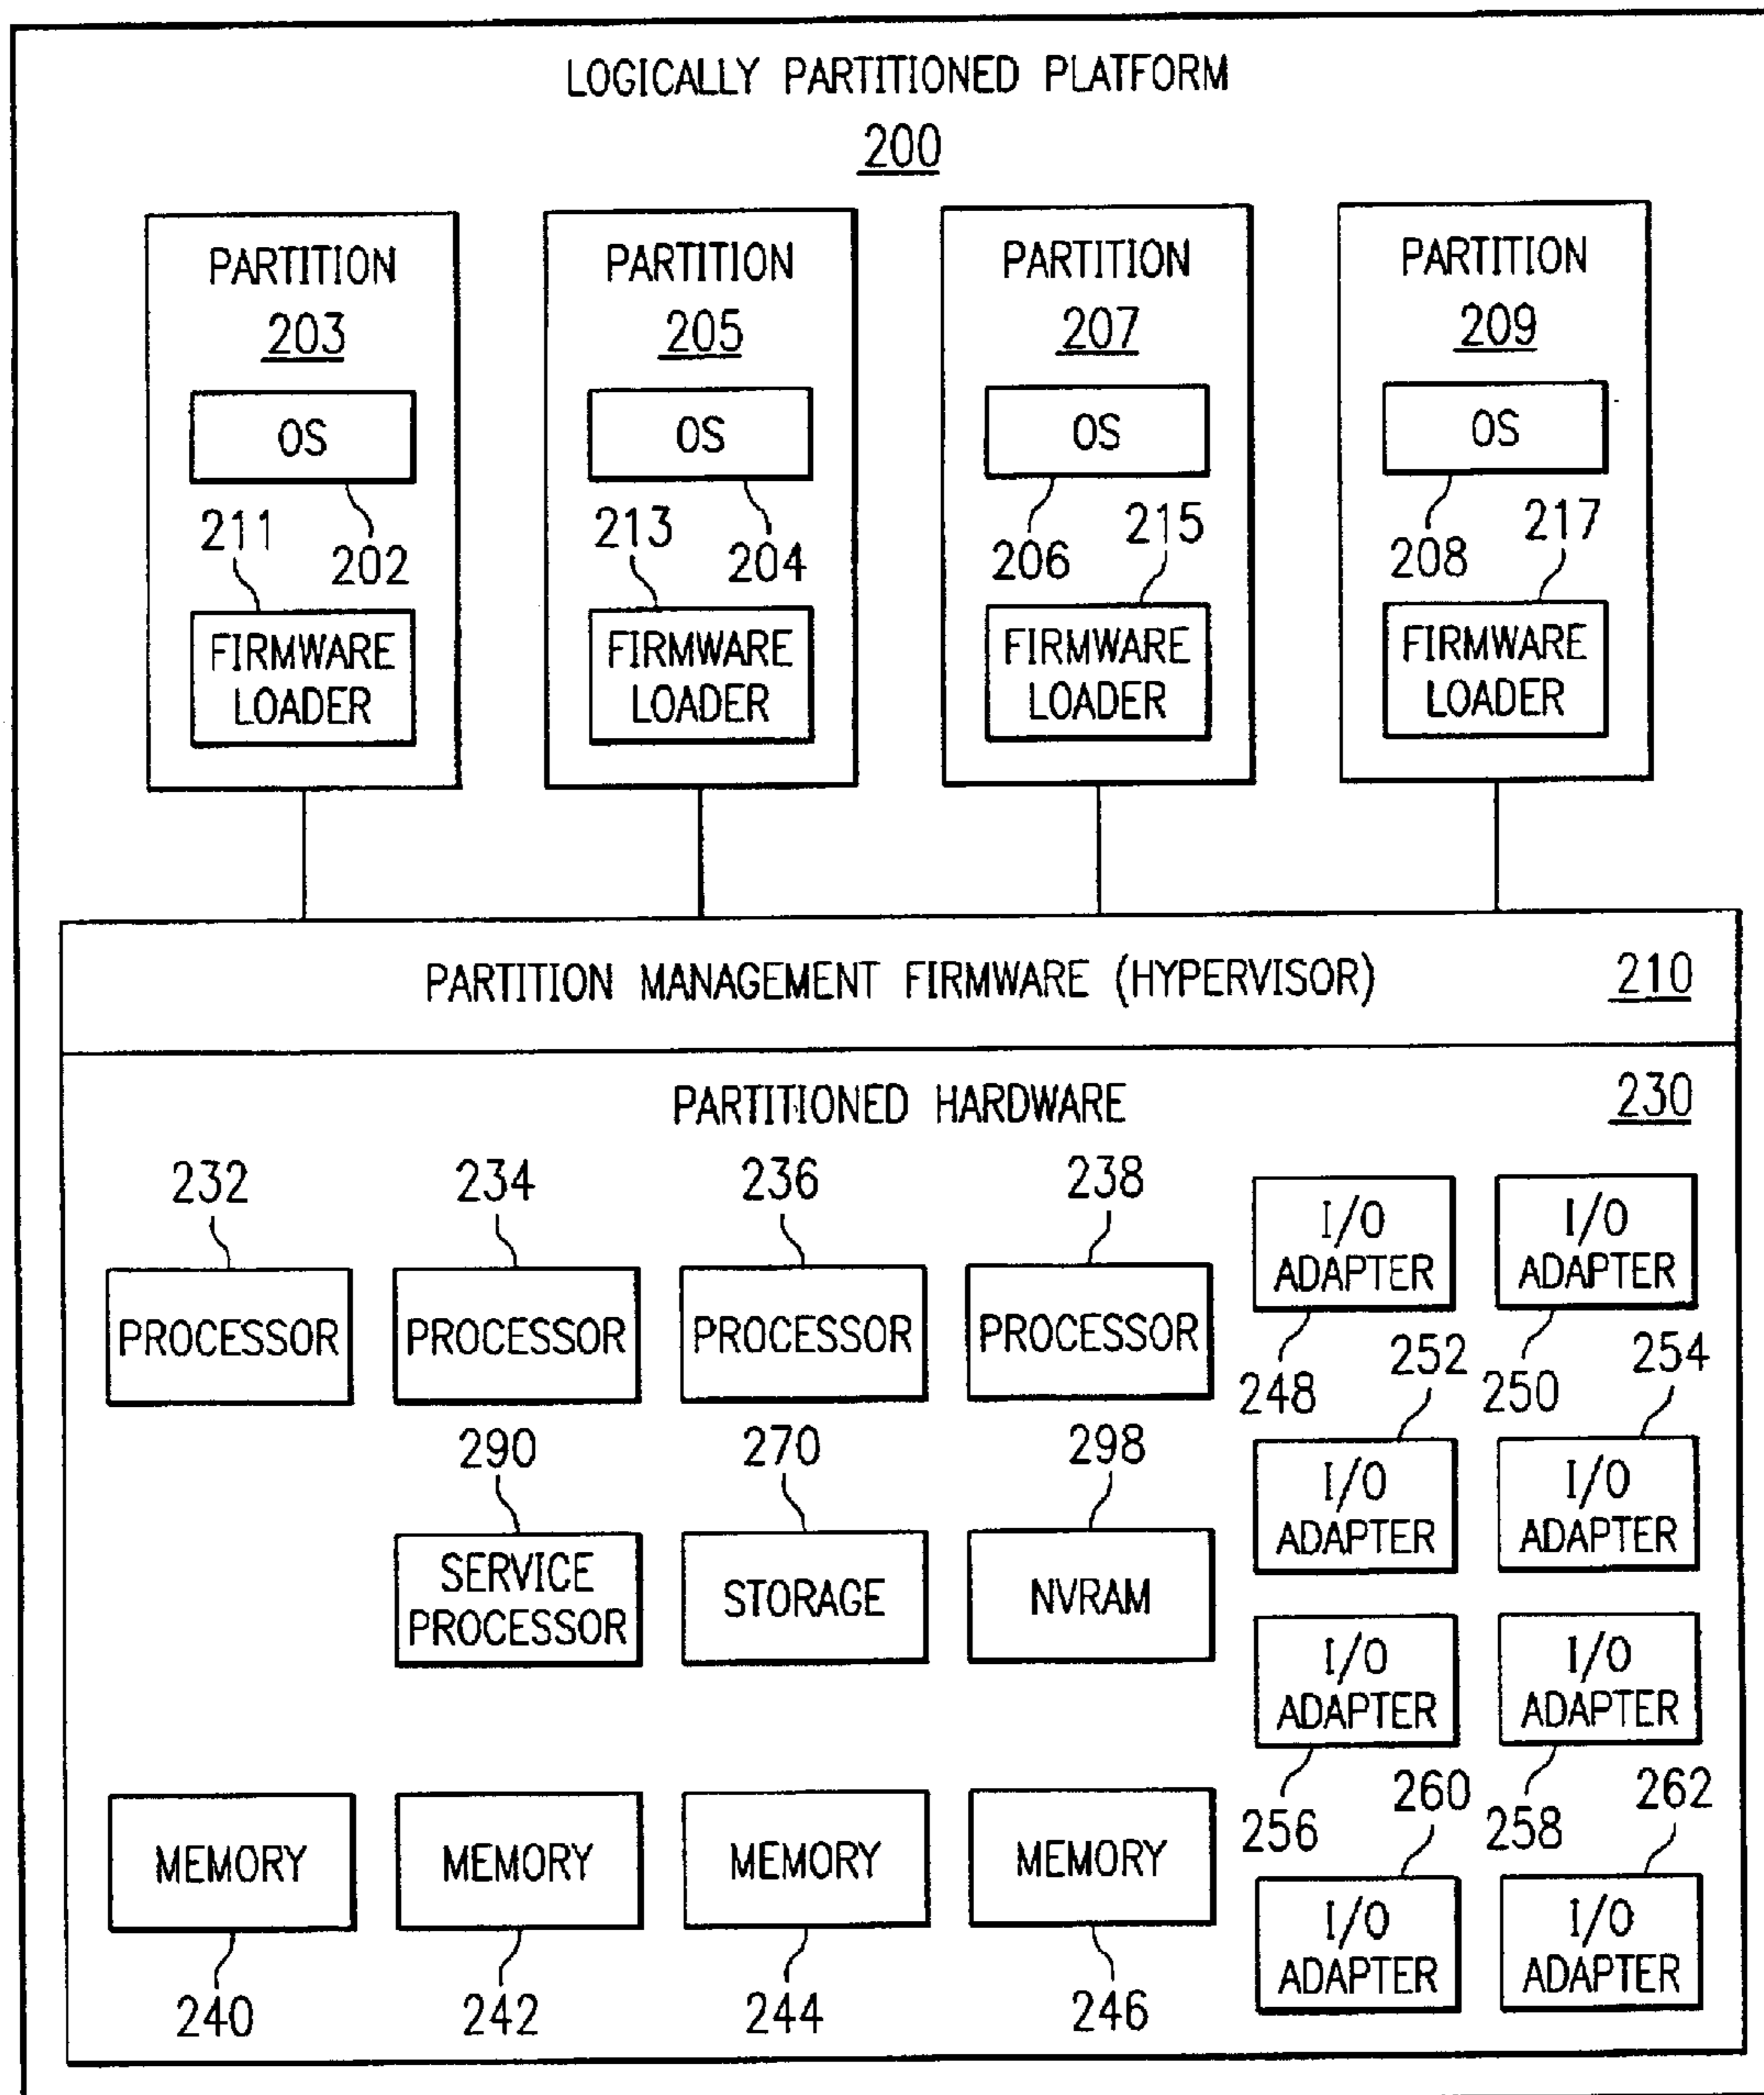 LOGICALLY PARTITIONED PLATFORM
200
PARTITION
203
OS
202
211
FIRMWARE
LOADER
PARTITION
205
OS
204
213
FIRMWARE
LOADER
PARTITION
207
OS
206
215
FIRMWARE
LOADER
PARTITION
209
OS
208
217
FIRMWARE
LOADER
PARTITION MANAGEMENT FIRMWARE (HYPERVISOR) 210
PARTITIONED HARDWARE 230
232 234 236 238
PROCESSOR PROCESSOR PROCESSOR PROCESSOR
290 270 298
SERVICE
PROCESSOR
STORAGE
NVRAM
MEMORY MEMORY MEMORY MEMORY
240 242 244 246
I/O
ADAPTER
248
I/O
ADAPTER
250
252
I/O
ADAPTER
254
I/O
ADAPTER
I/O
ADAPTER
256
I/O
ADAPTER
258
260
I/O
ADAPTER
262
I/O
ADAPTER